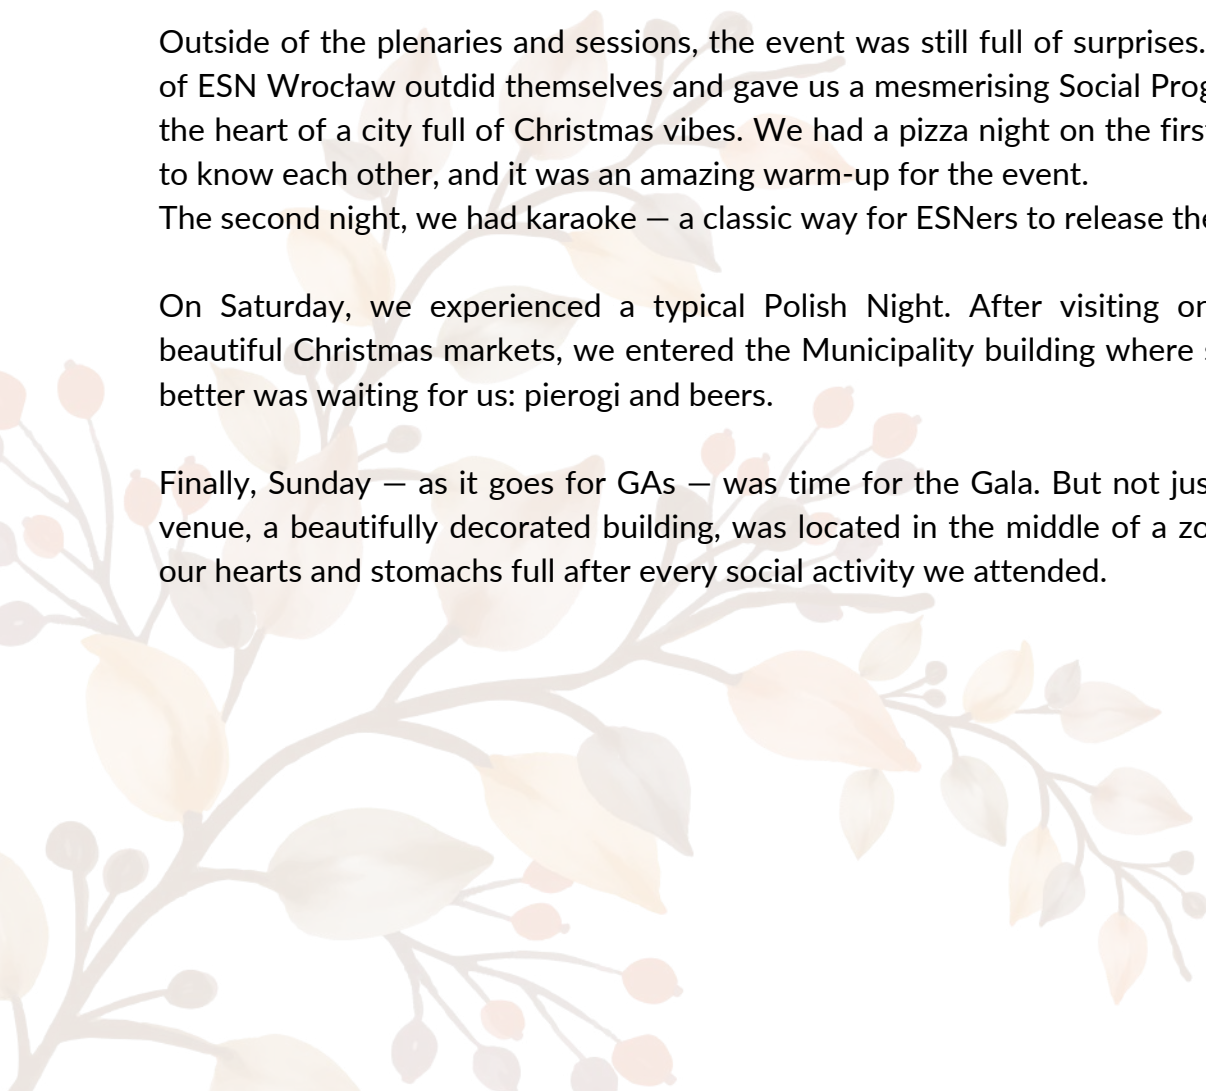 Outside of the plenaries and sessions, the event was still full of surprises.
of ESN Wrocław outdid themselves and gave us a mesmerising Social
the heart of a city full of Christmas vibes. We had a pizza night on the
to know each other, and it was an amazing warm-up for the event.
The second night, we had karaoke — a classic way for ESNers to release
On Saturday, we experienced a typical Polish Night. After visiting
beautiful Christmas markets, we entered the Municipality building where
better was waiting for us: pierogi and beers.
Finally, Sunday — as it goes for GAs — was time for the Gala. But not
venue, a beautifully decorated building, was located in the middle of a
our hearts and stomachs full after every social activity we attended.